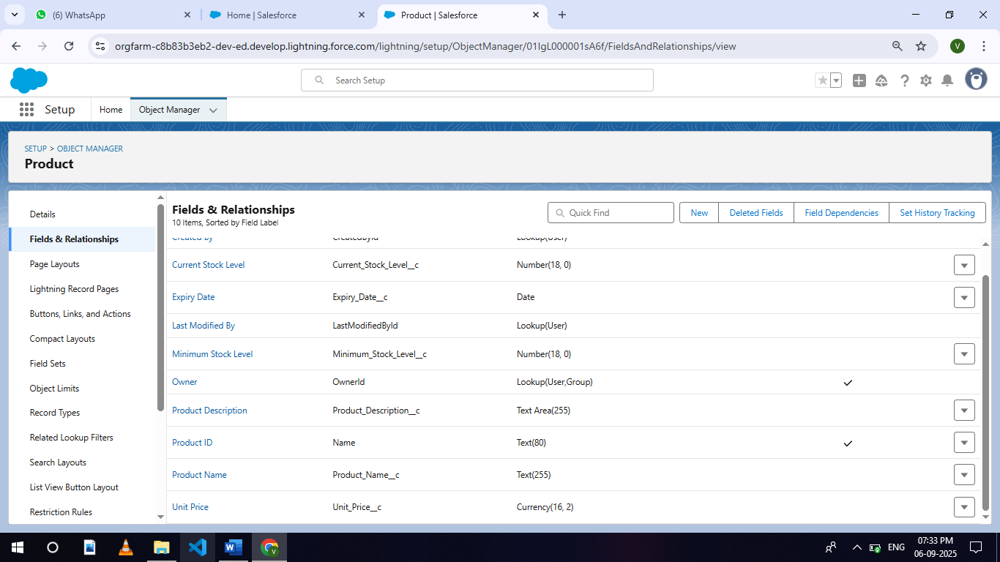 (6) WhatsApp
Home | Salesforce
Product | Salesforce
orgfarm-c8b83b3eb2-dev-ed.develop.lightning.force.com/lightning/setup/ObjectManager/01IgL000001sA6f/FieldsAndRelationships/view
V
Search Setup
Setup
Home
Object Manager
SETUP > OBJECT MANAGER
Product
Details
Fields & Relationships
Page Layouts
Lightning Record Pages
Buttons, Links, and Actions
Compact Layouts
Field Sets
Object Limits
Record Types
Related Lookup Filters
Search Layouts
List View Button Layout
Restriction Rules
Fields & Relationships
10 Items, Sorted by Field Label
Quick Find
New
Deleted Fields
Field Dependencies
Set History Tracking
Created By CreatedById Lookup(User)
Current Stock Level Current_Stock_Level__c Number(18, 0)
Expiry Date Expiry_Date__c Date
Last Modified By LastModifiedById Lookup(User)
Minimum Stock Level Minimum_Stock_Level__c Number(18, 0)
Owner OwnerId Lookup(User,Group)
Product Description Product_Description__c Text Area(255)
Product ID Name Text(80)
Product Name Product_Name__c Text(255)
Unit Price Unit_Price__c Currency(16, 2)
W
V
ENG
07:33 PM
06-09-2025